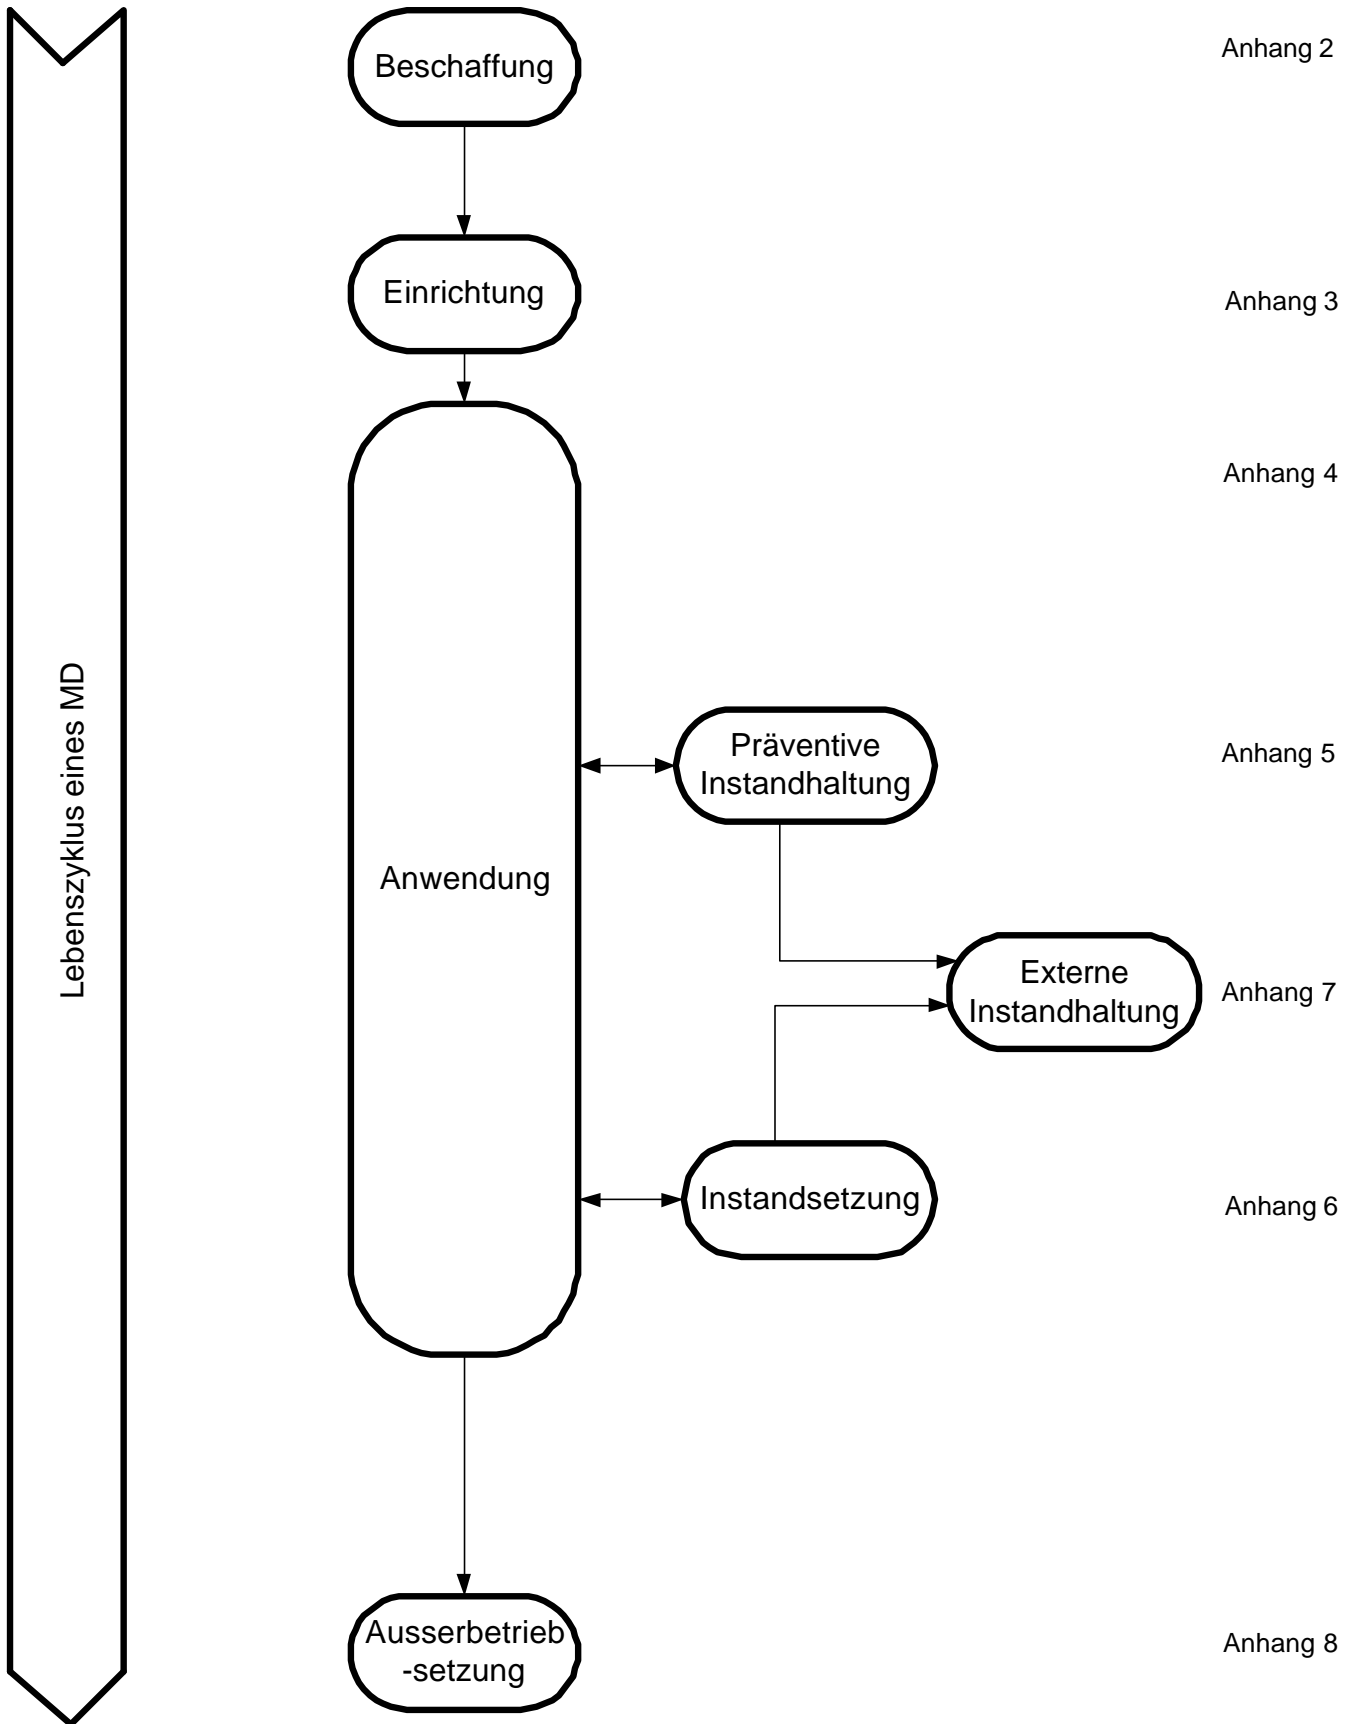 Beschaffung
Anhang 2
Einrichtung
Anhang 3
Anhang 4
Lebenszyklus eines MD
Präventive
Instandhaltung
Anhang 5
Anwendung
Externe
Instandhaltung
Anhang 7
Instandsetzung
Anhang 6
Ausserbetrieb
-setzung
Anhang 8